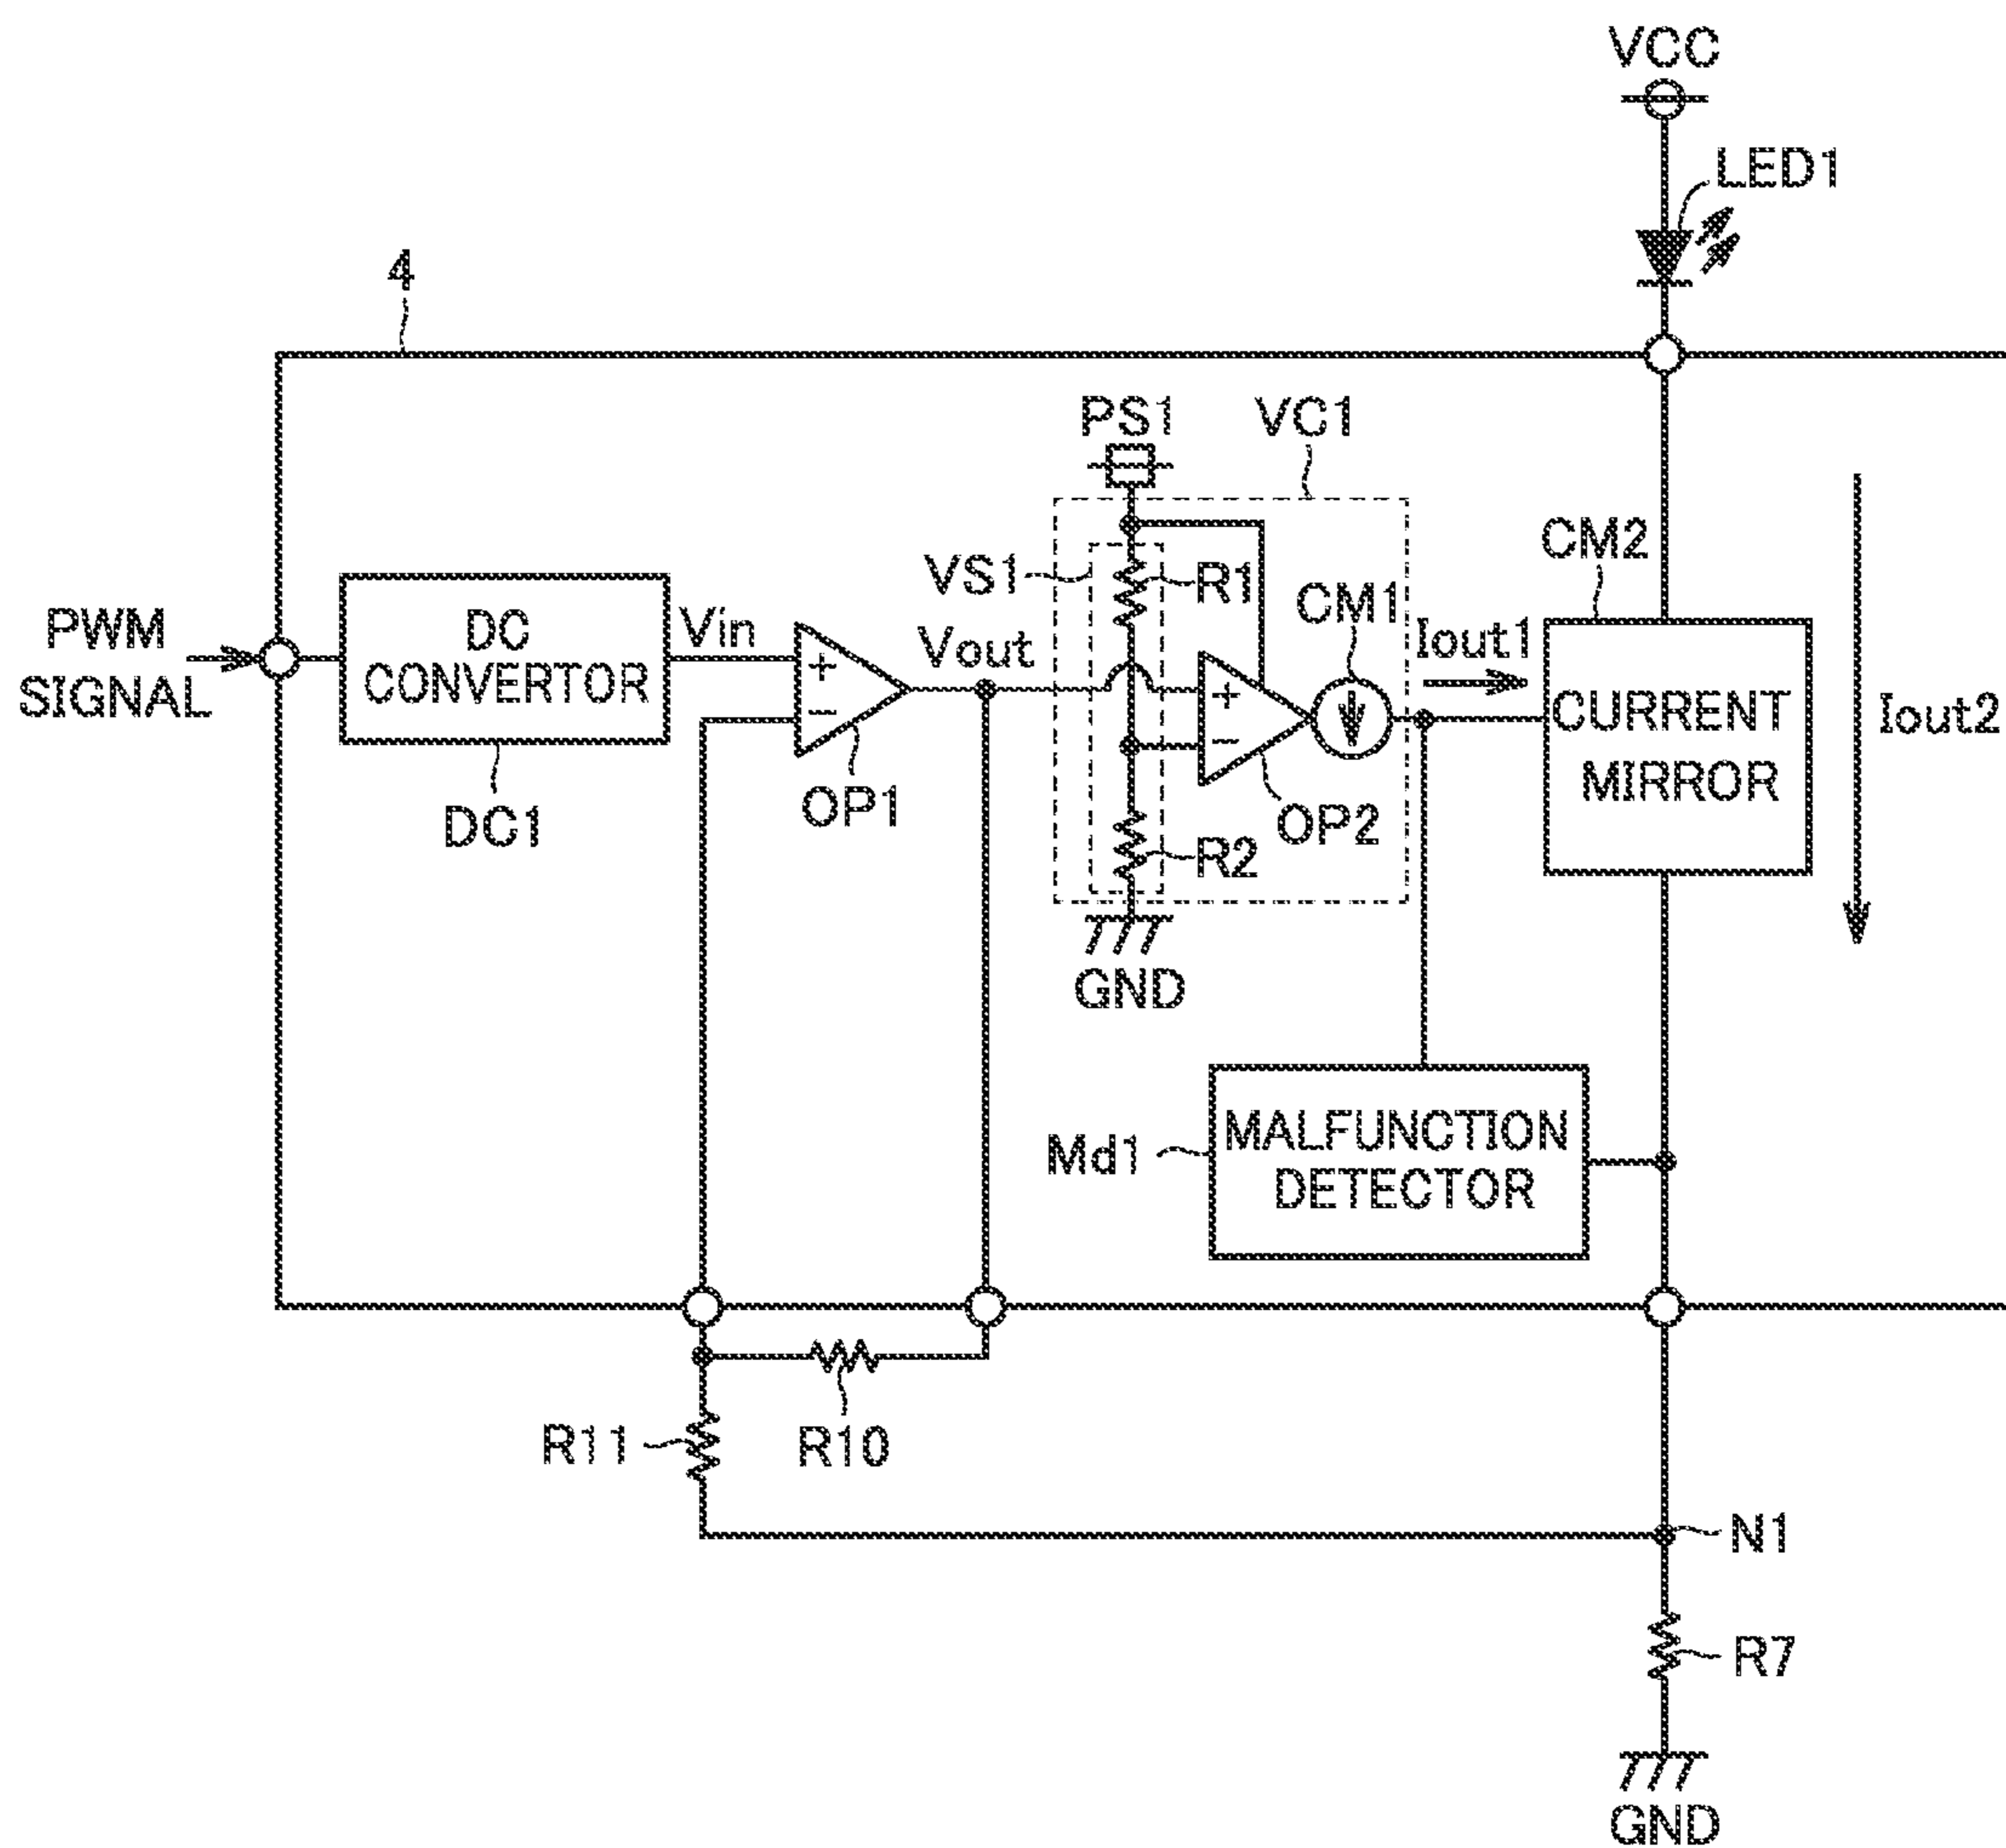 VCC
LED1
4
PS1
VC1
CM2
VS1
R1
CM1
PWM
SIGNAL
DC
CONVERTOR
Vin
Vout
Iout1
Iout2
CURRENT
MIRROR
DC1
OP1
OP2
R2
GND
Md1
MALFUNCTION
DETECTOR
R11
R10
N1
R7
GND
+
−
+
−